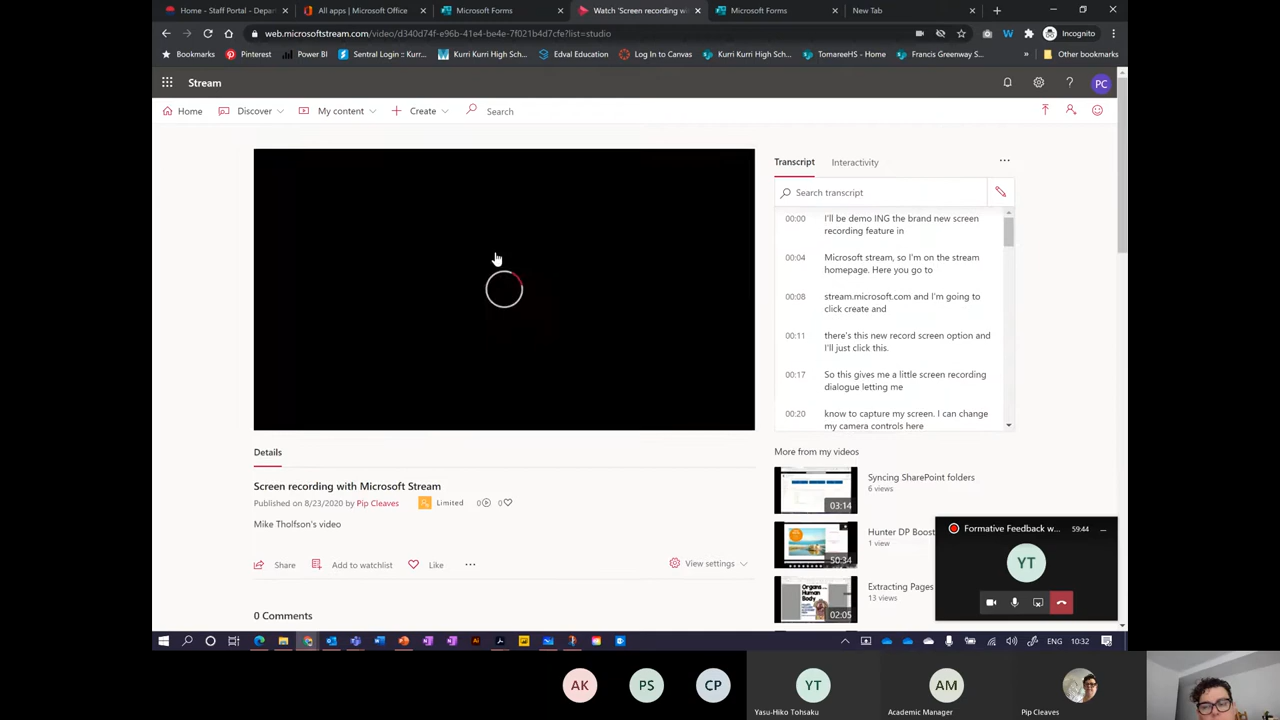 Home - Staff Portal - Depar
All apps | Microsoft Office
Microsoft Forms
Watch 'Screen recording w
Microsoft Forms
New Tab
web.microsoftstream.com/video/d340d74f-e96b-41e4-be4e-7f021b4d7cfe?list=studio
Incognito
Bookmarks
Pinterest
Power BI
Sentral Login :: Kurr...
Kurri Kurri High Sch...
Edval Education
Log In to Canvas
Kurri Kurri High Sch...
TomareeHS - Home
Francis Greenway S...
Other bookmarks
Stream
PC
Home
Discover
My content
Create
Search
Transcript
Interactivity
Search transcript
00:00 I'll be demo ING the brand new screen
recording feature in
00:04 Microsoft stream, so I'm on the stream
homepage. Here you go to
00:08 stream.microsoft.com and I'm going to
click create and
00:11 there's this new record screen option and
I'll just click this.
00:17 So this gives me a little screen recording
dialogue letting me
00:20 know to capture my screen. I can change
my camera controls here
Details
Screen recording with Microsoft Stream
Published on 8/23/2020 by Pip Cleaves
Limited
0
0
Mike Tholfson's video
Share
Add to watchlist
Like
View settings
0 Comments
More from my videos
03:14
Syncing SharePoint folders
6 views
50:34
Hunter DP Boost
1 view
Organs
Human
Body
02:05
Extracting Pages
13 views
Formative Feedback w...
59:44
YT
ENG
10:32
AK
PS
CP
YT
Yasu-Hiko Tohsaku
AM
Academic Manager
Pip Cleaves